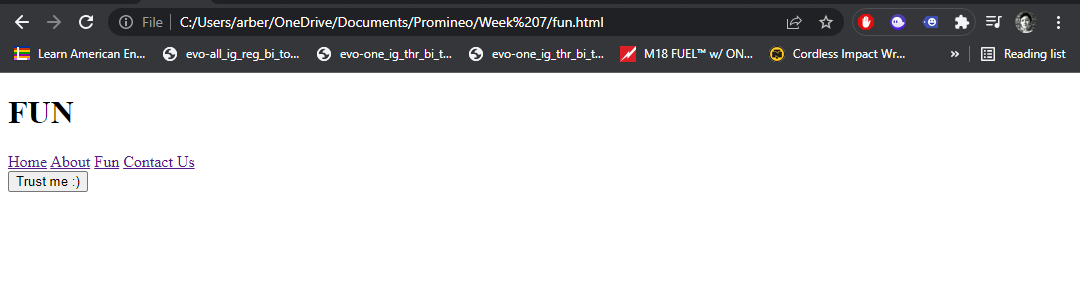 File C:/Users/arber/OneDrive/Documents/Promineo/Week%207/fun.html
Learn American En... evo-all_ig_reg_bi_to... evo-one_ig_thr_bi_t... evo-one_ig_thr_bi_t... M18 FUEL™ w/ ON... Cordless Impact Wr... » Reading list
FUN
Home About Fun Contact Us
Trust me :)